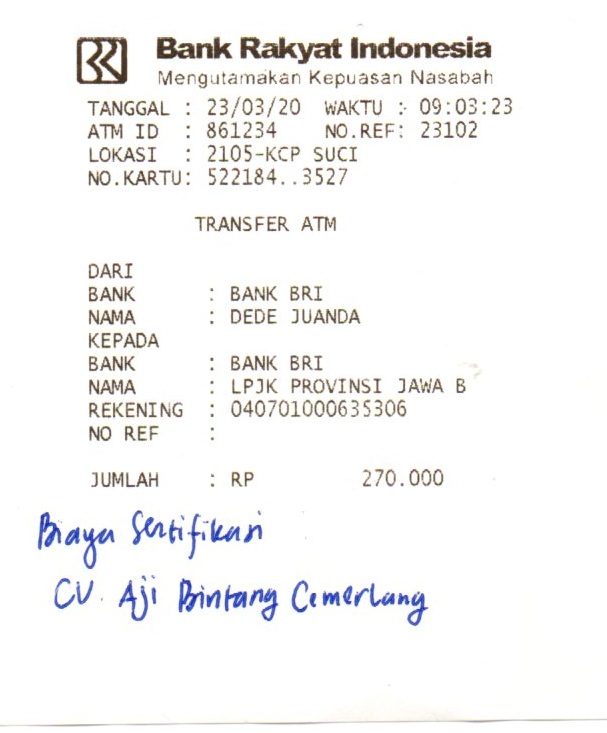 Bank Rakyat Indonesia
Mengutamakan Kepuasan Nasabah
TANGGAL : 23/03/20 WAKTU : 09:03:23
ATM ID : 861234 NO.REF: 23102
LOKASI : 2105-KCP SUCI
NO.KARTU: 522184..3527
TRANSFER ATM
DARI
BANK : BANK BRI
NAMA : DEDE JUANDA
KEPADA
BANK : BANK BRI
NAMA : LPJK PROVINSI JAWA B
REKENING : 040701000635306
NO REF :
JUMLAH : RP 270.000
Biaya Sertifikasi
CV. Aji Bintang Cemerlang